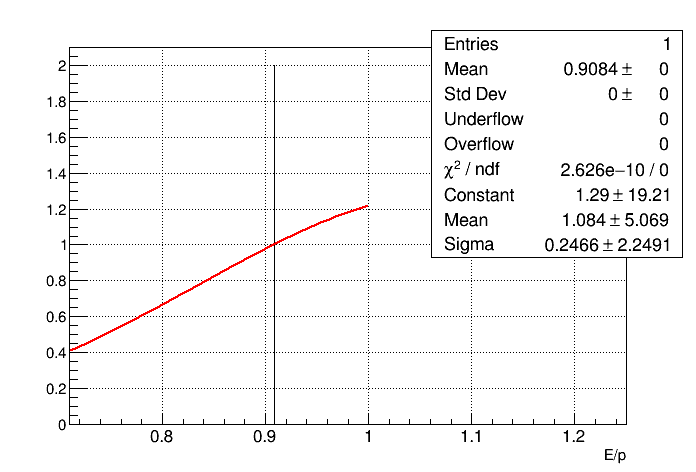 Entries 1
Mean 0.9084 ± 0
Std Dev 0 ± 0
Underflow 0
Overflow 0
χ² / ndf 2.626e−10 / 0
Constant 1.29 ± 19.21
Mean 1.084 ± 5.069
Sigma 0.2466 ± 2.2491
2
1.8
1.6
1.4
1.2
1
0.8
0.6
0.4
0.2
0
0.8 0.9 1 1.1 1.2
E/p